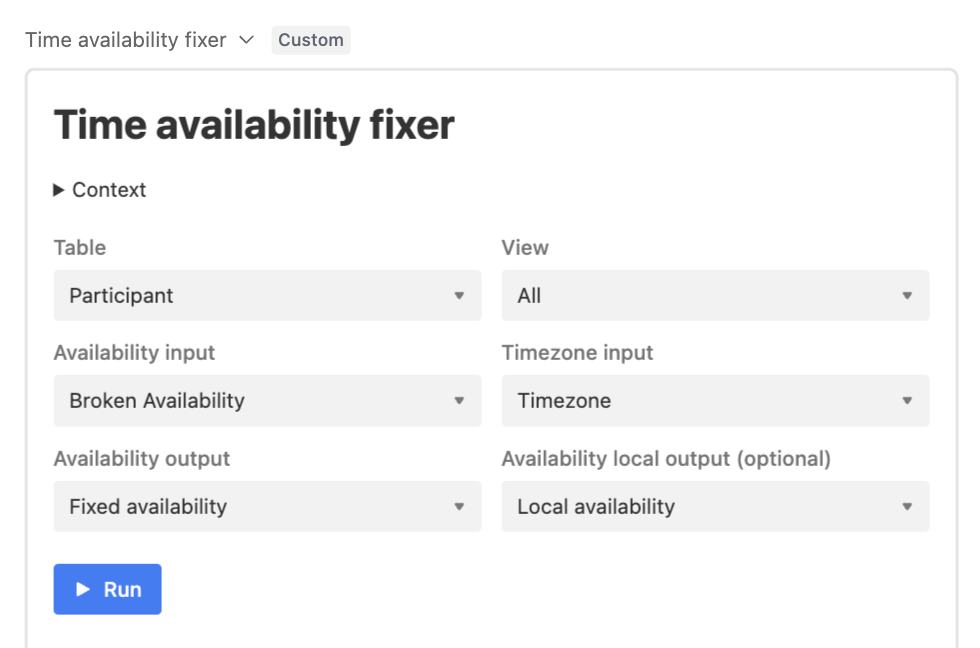 Time availability fixer Custom
Time availability fixer
Context
Table View
Participant All
Availability input Timezone input
Broken Availability Timezone
Availability output Availability local output (optional)
Fixed availability Local availability
Run